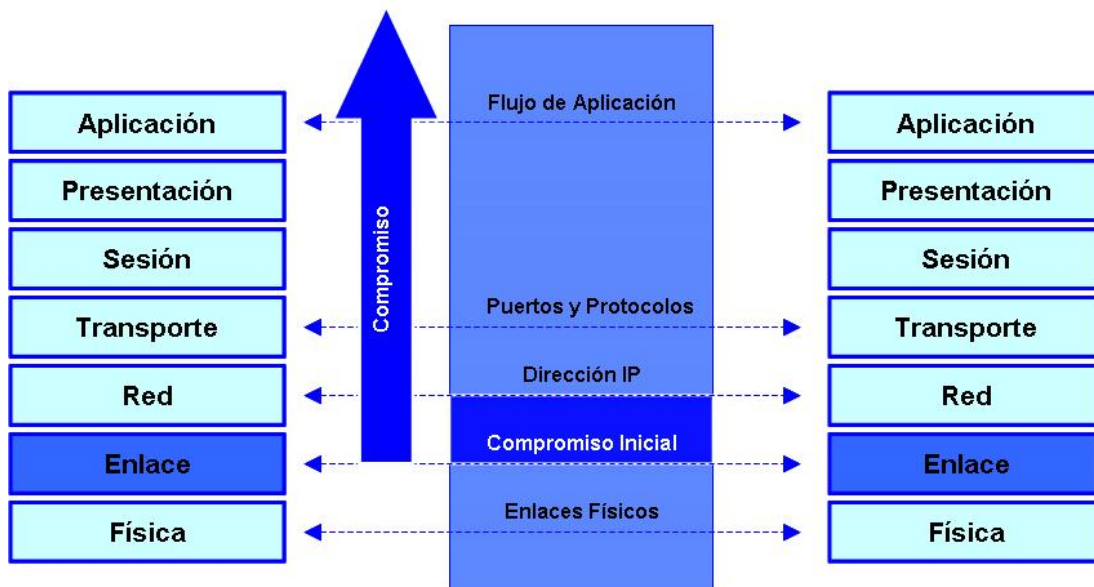 Flujo de Aplicación
Aplicación
Aplicación
Presentación
Presentación
Compromiso
Sesión
Sesión
Puertos y Protocolos
Transporte
Transporte
Dirección IP
Red
Red
Compromiso Inicial
Enlace
Enlace
Enlaces Físicos
Física
Física